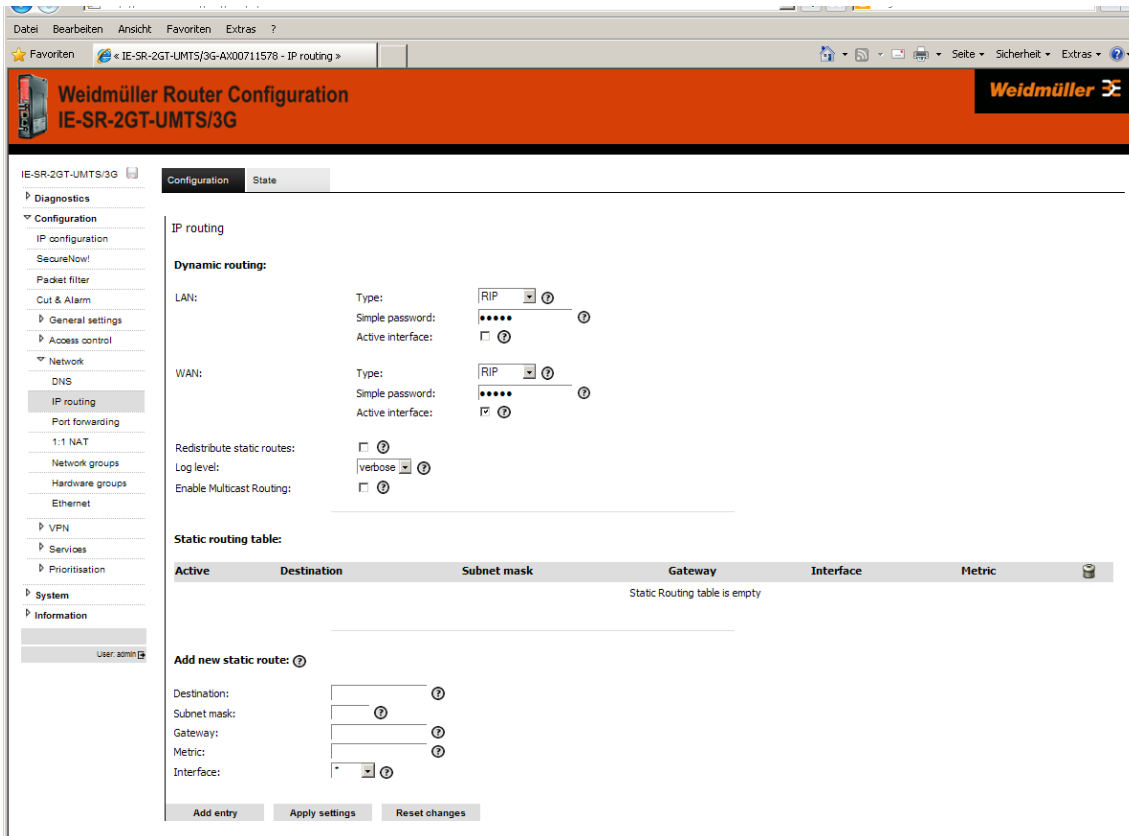 Datei Bearbeiten Ansicht Favoriten Extras ?
Favoriten « IE-SR-2GT-UMTS/3G-AX00711578 - IP routing » Seite Sicherheit Extras
Weidmüller Router Configuration
IE-SR-2GT-UMTS/3G
Weidmüller
IE-SR-2GT-UMTS/3G
Configuration State
Diagnostics
Configuration
IP configuration
SecureNow!
Packet filter
Cut & Alarm
General settings
Access control
Network
DNS
IP routing
Port forwarding
1:1 NAT
Network groups
Hardware groups
Ethernet
VPN
Services
Prioritisation
System
Information
User: admin
IP routing
Dynamic routing:
LAN: Type: RIP ?
Simple password: ••••• ?
Active interface: ?
WAN: Type: RIP ?
Simple password: ••••• ?
Active interface: ?
Redistribute static routes: ?
Log level: verbose ?
Enable Multicast Routing: ?
Static routing table:
Active Destination Subnet mask Gateway Interface Metric
Static Routing table is empty
Add new static route: ?
Destination: ?
Subnet mask: ?
Gateway: ?
Metric: ?
Interface: * ?
Add entry Apply settings Reset changes